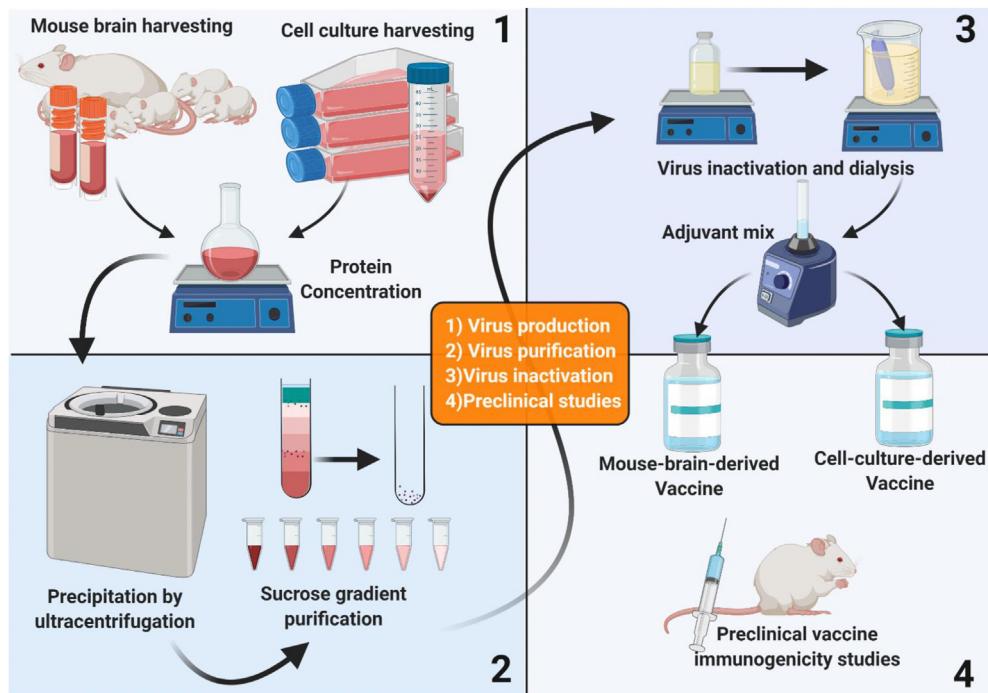 Mouse brain harvesting
Cell culture harvesting
1
Protein
Concentration
Precipitation by
ultracentrifugation
Sucrose gradient
purification
2
1) Virus production
2) Virus purification
3)Virus inactivation
4)Preclinical studies
3
Virus inactivation and dialysis
Adjuvant mix
Mouse-brain-derived
Vaccine
Cell-culture-derived
Vaccine
Preclinical vaccine
immunogenicity studies
4